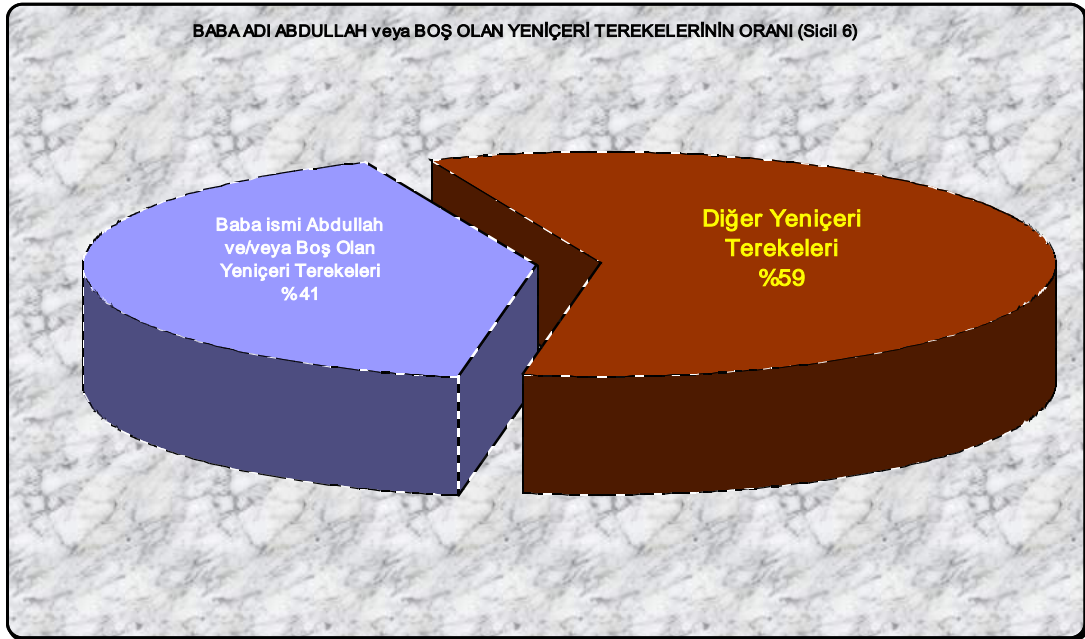 BABA ADI ABDULLAH veya BOŞ OLAN YENİÇERİ TEREKELERİNİN ORANI (Sicil 6)
Baba ismi Abdullah
ve/veya Boş Olan
Yeniçeri Terekeleri
%41
Diğer Yeniçeri
Terekeleri
%59